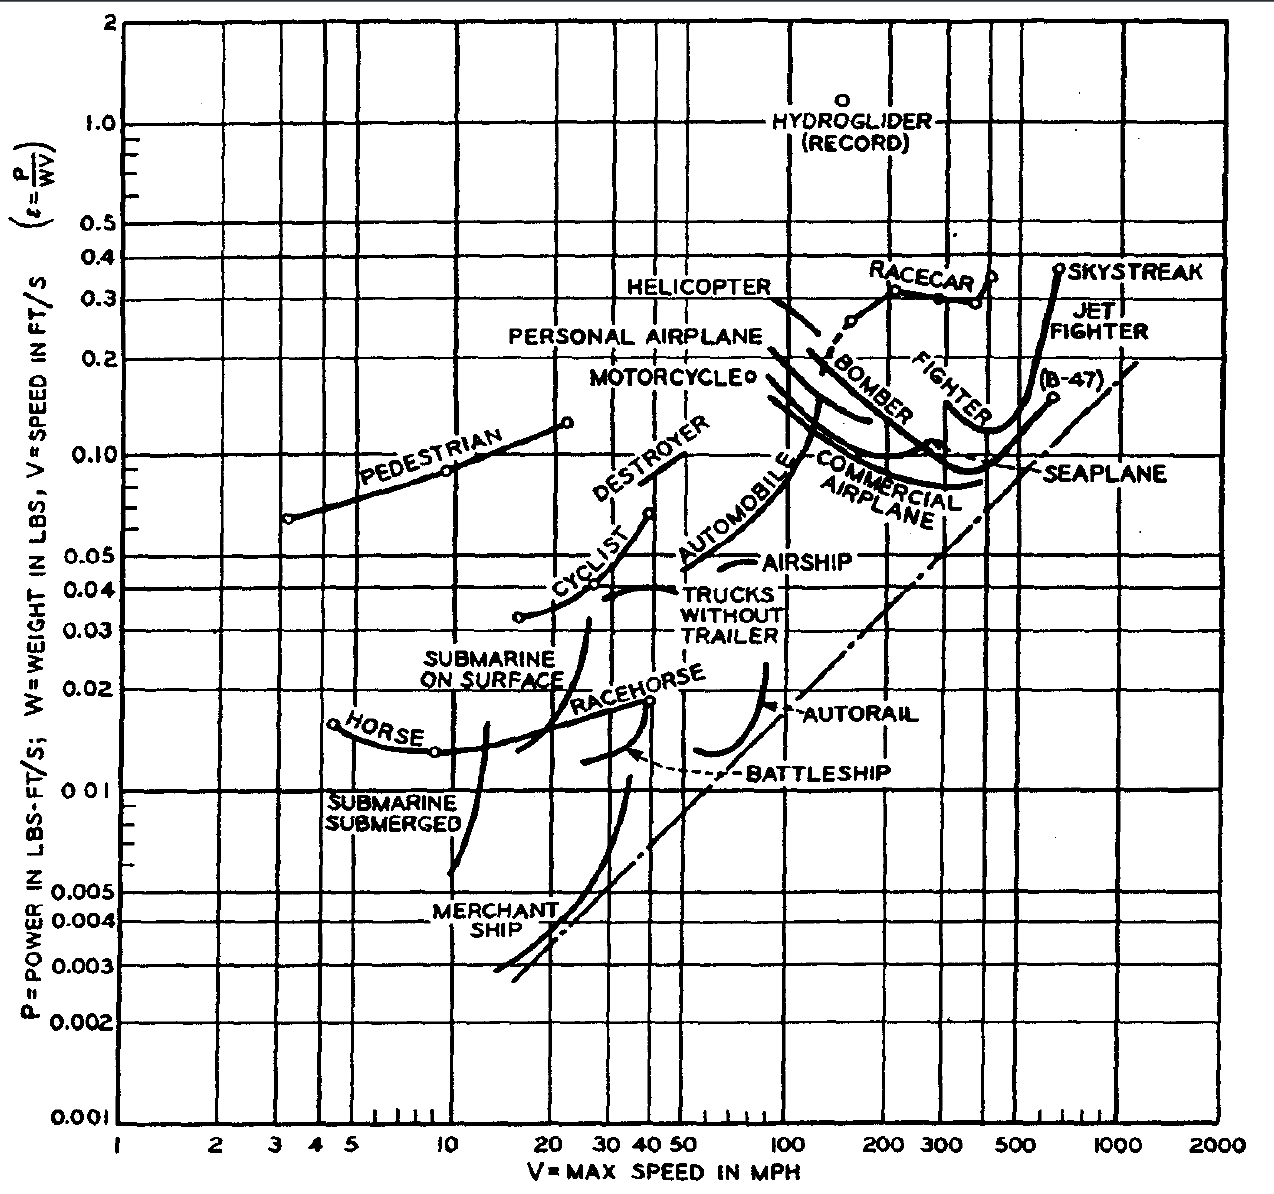 2
1.0
0.5
0.4
0.3
0.2
0.10
0.05
0.04
0.03
0.02
0 01
0.005
0.004
0.003
0.002
0.001
P = POWER IN LBS-FT/S; W = WEIGHT IN LBS, V = SPEED IN FT/S (ε = P/WV)
HYDROGLIDER
(RECORD)
RACECAR
SKYSTREAK
HELICOPTER
JET
FIGHTER
PERSONAL AIRPLANE
MOTORCYCLE
BOMBER
FIGHTER
(B-47)
PEDESTRIAN
DESTROYER
COMMERCIAL
AIRPLANE
SEAPLANE
AUTOMOBILE
CYCLIST
AIRSHIP
TRUCKS
WITHOUT
TRAILER
SUBMARINE
ON SURFACE
RACEHORSE
HORSE
AUTORAIL
BATTLESHIP
SUBMARINE
SUBMERGED
MERCHANT
SHIP
1 2 3 4 5 10 20 30 40 50 100 200 300 500 1000 2000
V = MAX SPEED IN MPH